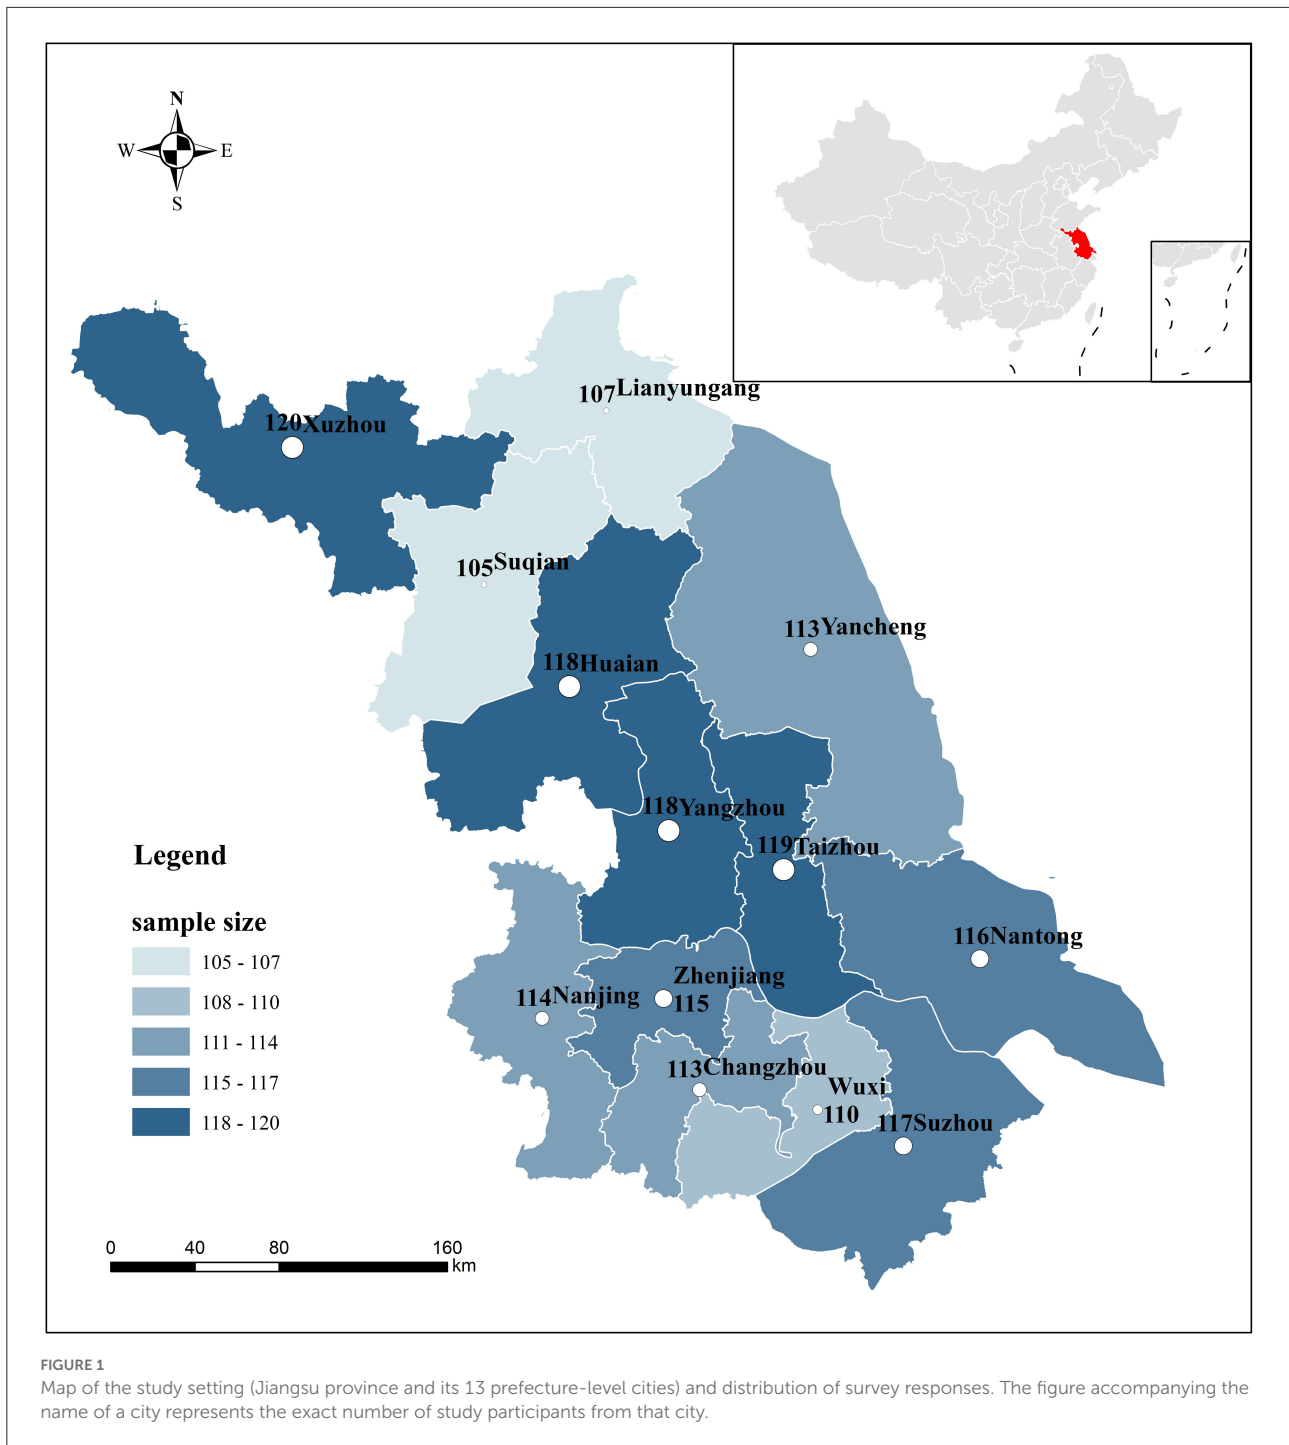 N
W E
S
107Lianyungang
120Xuzhou
105Suqian
113Yancheng
118Huaian
118Yangzhou
119Taizhou
116Nantong
Zhenjiang
115
114Nanjing
113Changzhou
Wuxi
110
117Suzhou
Legend
sample size
105 - 107
108 - 110
111 - 114
115 - 117
118 - 120
0 40 80 160
km
FIGURE 1
Map of the study setting (Jiangsu province and its 13 prefecture-level cities) and distribution of survey responses. The figure accompanying the
name of a city represents the exact number of study participants from that city.